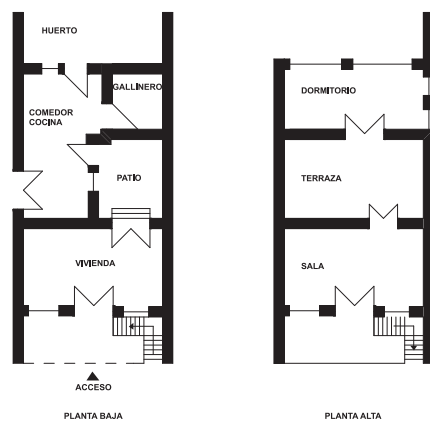 HUERTO
GALLINERO
COMEDOR
COCINA
PATIO
VIVIENDA
ACCESO
PLANTA BAJA
DORMITORIO
TERRAZA
SALA
PLANTA ALTA